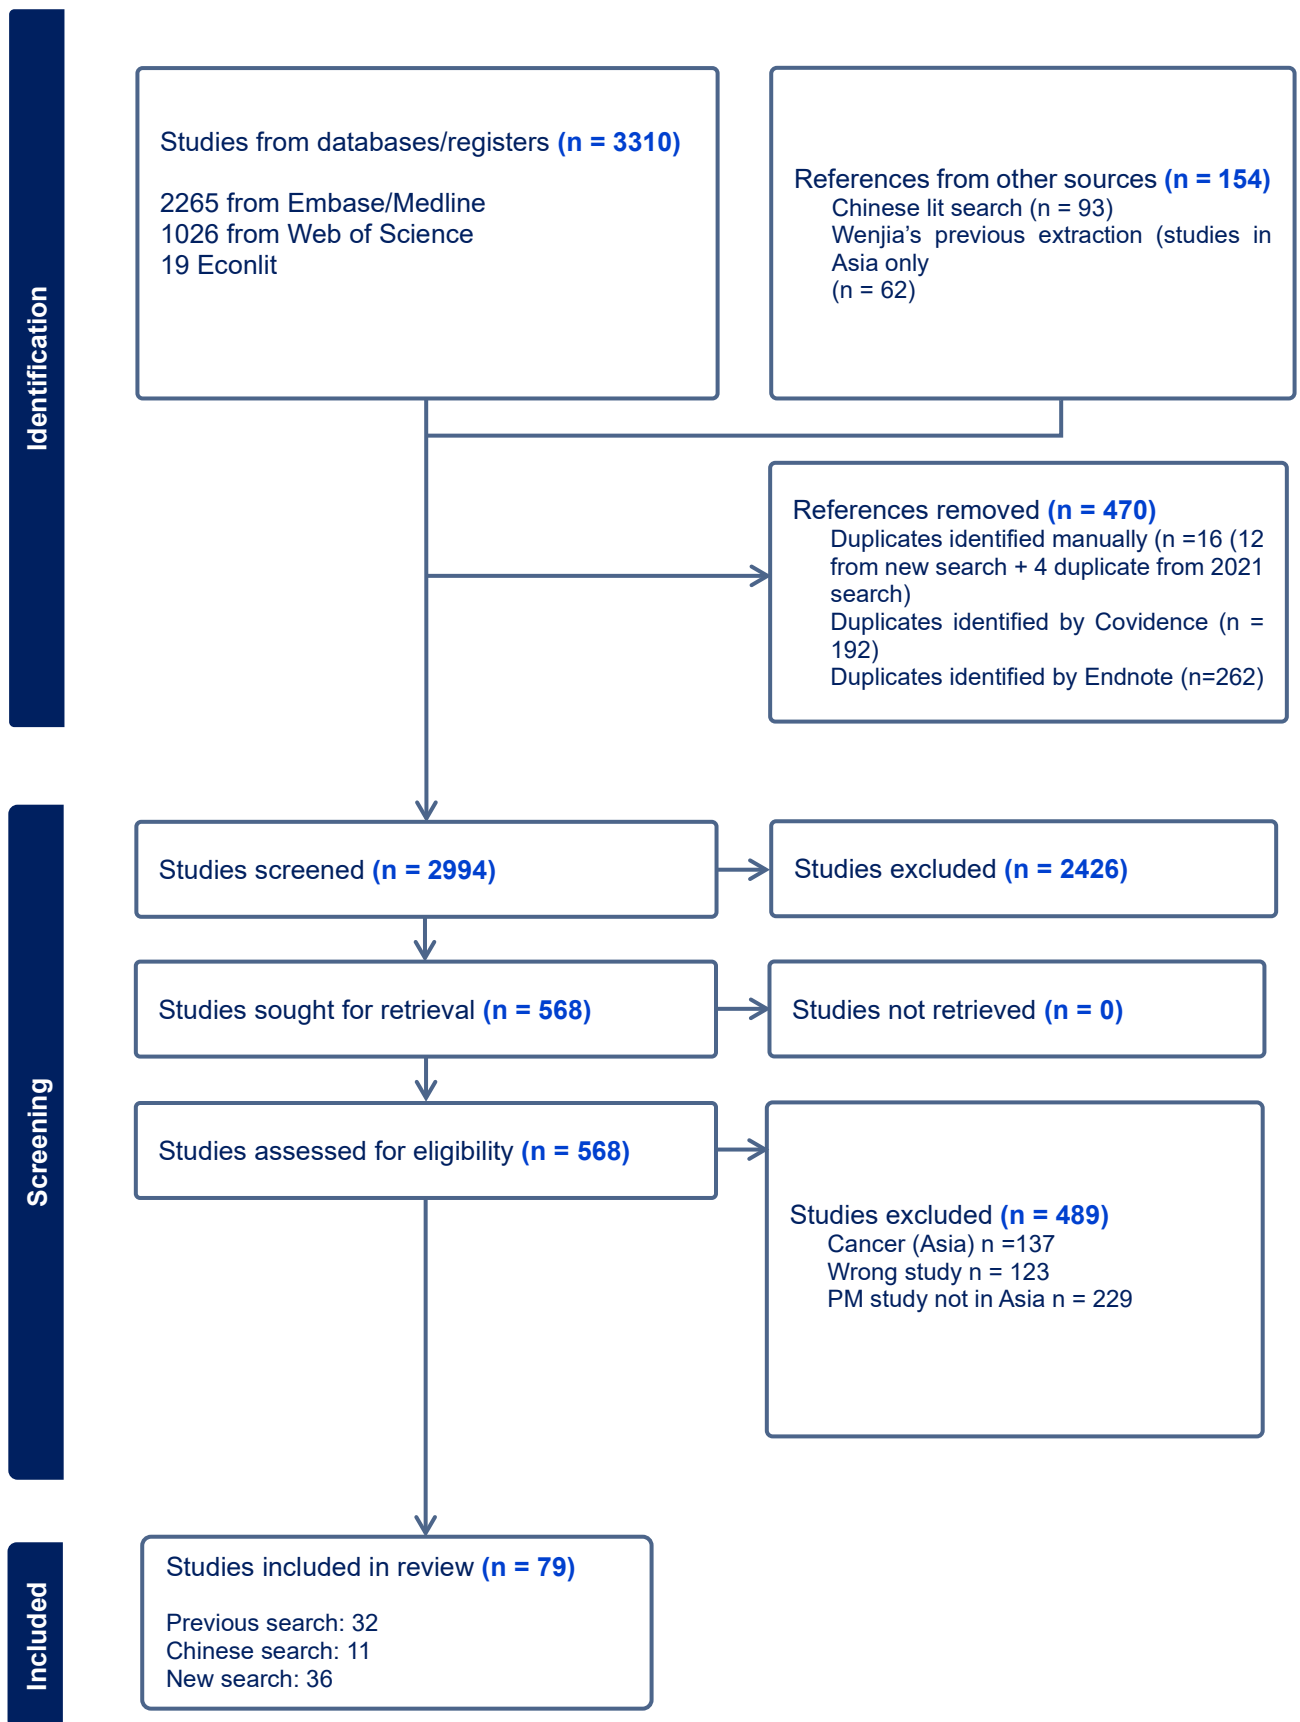 Identification
Studies from databases/registers (n = 3310)
2265 from Embase/Medline
1026 from Web of Science
19 Econlit
References from other sources (n = 154)
Chinese lit search (n = 93)
Wenjia's previous extraction (studies in
Asia only
(n = 62)
References removed (n = 470)
Duplicates identified manually (n =16 (12
from new search + 4 duplicate from 2021
search)
Duplicates identified by Covidence (n =
192)
Duplicates identified by Endnote (n=262)
Screening
Studies screened (n = 2994)
Studies excluded (n = 2426)
Studies sought for retrieval (n = 568)
Studies not retrieved (n = 0)
Studies assessed for eligibility (n = 568)
Studies excluded (n = 489)
Cancer (Asia) n =137
Wrong study n = 123
PM study not in Asia n = 229
Included
Studies included in review (n = 79)
Previous search: 32
Chinese search: 11
New search: 36